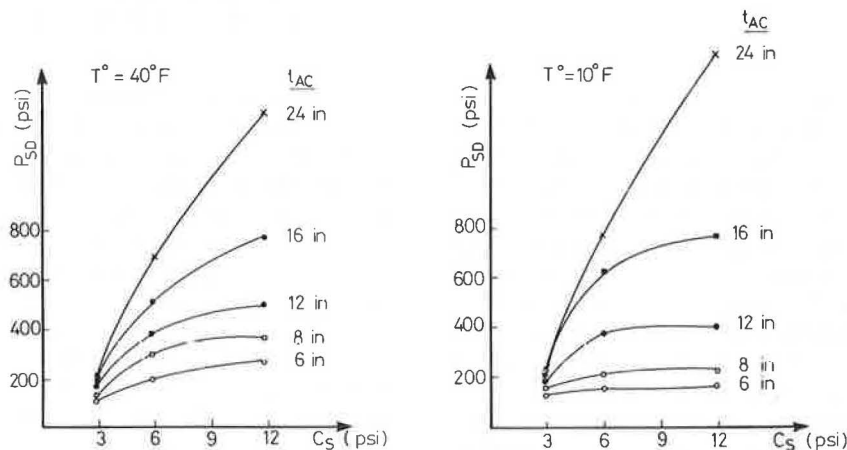 T° = 40°F
t_AC
24 in
16 in
12 in
8 in
6 in
P_SD (psi)
800
600
400
200
3 6 9 12 C_S (psi)
T° = 10°F
t_AC
24 in
16 in
12 in
8 in
6 in
P_SD (psi)
800
600
400
200
3 6 9 12 C_S (psi)